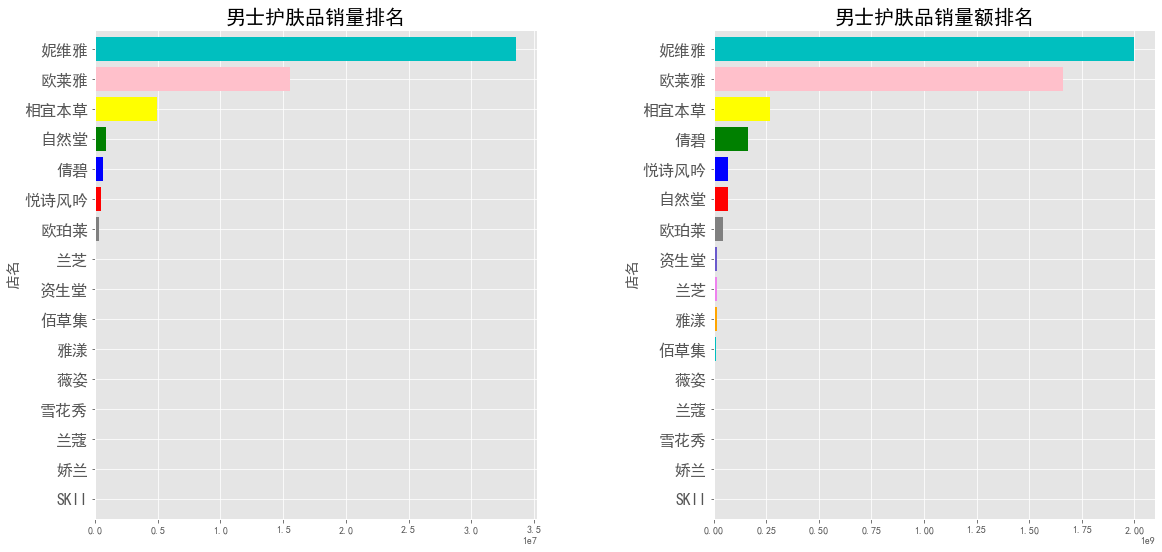 男士护肤品销量排名
店名
妮维雅
欧莱雅
相宜本草
自然堂
倩碧
悦诗风吟
欧珀莱
兰芝
资生堂
佰草集
雅漾
薇姿
雪花秀
兰蔻
娇兰
SKII
0.0 0.5 1.0 1.5 2.0 2.5 3.0 3.5
1e7
男士护肤品销量额排名
店名
妮维雅
欧莱雅
相宜本草
倩碧
悦诗风吟
自然堂
欧珀莱
资生堂
兰芝
雅漾
佰草集
薇姿
兰蔻
雪花秀
娇兰
SKII
0.00 0.25 0.50 0.75 1.00 1.25 1.50 1.75 2.00
1e9